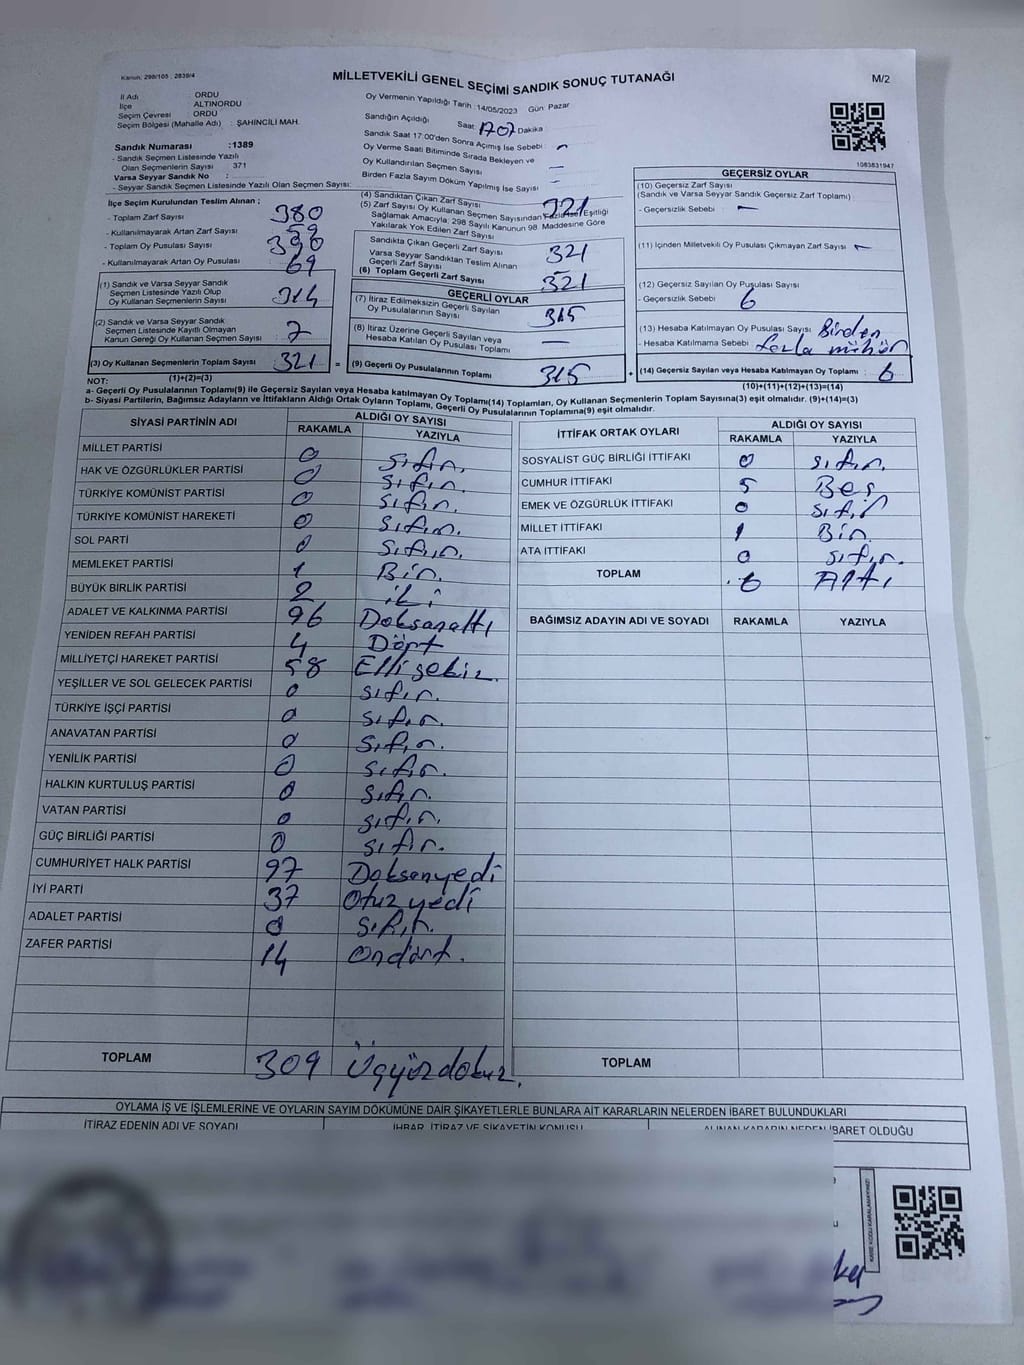 Kanun: 298/105 , 2839/4
MİLLETVEKİLİ GENEL SEÇİMİ SANDIK SONUÇ TUTANAĞI
M/2
İl Adı ORDU
İlçe ALTINORDU
Seçim Çevresi ORDU
Seçim Bölgesi (Mahalle Adı) : ŞAHİNCİLİ MAH.
Sandık Numarası :1389
- Sandık Seçmen Listesinde Yazılı
Olan Seçmenlerin Sayısı : 371
Varsa Seyyar Sandık No :
- Seyyar Sandık Seçmen Listesinde Yazılı Olan Seçmen Sayısı:
Oy Vermenin Yapıldığı Tarih :14/05/2023 Gün: Pazar
Sandığın Açıldığı Saat: 17 07 Dakika
Sandık Saat 17:00'den Sonra Açımış İse Sebebi :
Oy Verme Saati Bitiminde Sırada Bekleyen ve
Oy Kullandırılan Seçmen Sayısı —
Birden Fazla Sayım Döküm Yapılmış İse Sayısı —
1083831947
İlçe Seçim Kurulundan Teslim Alınan ;
- Toplam Zarf Sayısı : 380
- Kullanılmayarak Artan Zarf Sayısı : 59
- Toplam Oy Pusulası Sayısı : 390
- Kullanılmayarak Artan Oy Pusulası : 69
(1) Sandık ve Varsa Seyyar Sandık
Seçmen Listesinde Yazılı Olup
Oy Kullanan Seçmenlerin Sayısı : 314
(2) Sandık ve Varsa Seyyar Sandık
Seçmen Listesinde Kayıtlı Olmayan
Kanun Gereği Oy Kullanan Seçmen Sayısı : 7
(3) Oy Kullanan Seçmenlerin Toplam Sayısı : 321
(1)+(2)=(3)
(4) Sandıktan Çıkan Zarf Sayısı 321
(5) Zarf Sayısı Oy Kullanan Seçmen Sayısından Fazla ise Eşitliği
Sağlamak Amacıyla; 298 Sayılı Kanunun 98. Maddesine Göre
Yakılarak Yok Edilen Zarf Sayısı
Sandıkta Çıkan Geçerli Zarf Sayısı 321
Varsa Seyyar Sandıktan Teslim Alınan
Geçerli Zarf Sayısı —
(6) Toplam Geçerli Zarf Sayısı 321
GEÇERLİ OYLAR
(7) İtiraz Edilmeksizin Geçerli Sayılan
Oy Pusulalarının Sayısı : 315
(8) İtiraz Üzerine Geçerli Sayılan veya
Hesaba Katılan Oy Pusulası Toplamı : —
= (9) Geçerli Oy Pusulalarının Toplamı 315
GEÇERSİZ OYLAR
(10) Geçersiz Zarf Sayısı
(Sandık ve Varsa Seyyar Sandık Geçersiz Zarf Toplamı) :
- Geçersizlik Sebebi : —
(11) İçinden Milletvekili Oy Pusulası Çıkmayan Zarf Sayısı : —
(12) Geçersiz Sayılan Oy Pusulası Sayısı :
- Geçersizlik Sebebi : 6
(13) Hesaba Katılmayan Oy Pusulası Sayısı : Birden
- Hesaba Katılmama Sebebi : fazla mühür
+ (14) Geçersiz Sayılan veya Hesaba Katılmayan Oy Toplamı : 6
(10)+(11)+(12)+(13)=(14)
NOT:
a- Geçerli Oy Pusulalarının Toplamı(9) ile Geçersiz Sayılan veya Hesaba katılmayan Oy Toplamı(14) Toplamları, Oy Kullanan Seçmenlerin Toplam Sayısına(3) eşit olmalıdır. (9)+(14)=(3)
b- Siyasi Partilerin, Bağımsız Adayların ve İttifakların Aldığı Ortak Oyların Toplamı, Geçerli Oy Pusulalarının Toplamına(9) eşit olmalıdır.
SİYASİ PARTİNİN ADI ALDIĞI OY SAYISI
RAKAMLA YAZIYLA
MİLLET PARTİSİ 0 sıfır.
HAK VE ÖZGÜRLÜKLER PARTİSİ 0 sıfır.
TÜRKİYE KOMÜNİST PARTİSİ 0 sıfır.
TÜRKİYE KOMÜNİST HAREKETİ 0 sıfır.
SOL PARTİ 0 sıfır.
MEMLEKET PARTİSİ 1 Bir.
BÜYÜK BİRLİK PARTİSİ 2 iki
ADALET VE KALKINMA PARTİSİ 96 Doksanaltı
YENİDEN REFAH PARTİSİ 4 Dört
MİLLİYETÇİ HAREKET PARTİSİ 58 Ellisekiz.
YEŞİLLER VE SOL GELECEK PARTİSİ 0 sıfır.
TÜRKİYE İŞÇİ PARTİSİ 0 sıfır.
ANAVATAN PARTİSİ 0 sıfır.
YENİLİK PARTİSİ 0 sıfır.
HALKIN KURTULUŞ PARTİSİ 0 sıfır.
VATAN PARTİSİ 0 sıfır.
GÜÇ BİRLİĞİ PARTİSİ 0 sıfır.
CUMHURİYET HALK PARTİSİ 97 Doksanyedi
İYİ PARTİ 37 Otuzyedi
ADALET PARTİSİ 0 sıfır.
ZAFER PARTİSİ 14 Ondört.
TOPLAM 309 Üçyüzdokuz.
İTTİFAK ORTAK OYLARI ALDIĞI OY SAYISI
RAKAMLA YAZIYLA
SOSYALİST GÜÇ BİRLİĞİ İTTİFAKI 0 sıfır.
CUMHUR İTTİFAKI 5 Beş
EMEK VE ÖZGÜRLÜK İTTİFAKI 0 sıfır
MİLLET İTTİFAKI 1 Bir.
ATA İTTİFAKI 0 sıfır.
TOPLAM 6 Altı
BAĞIMSIZ ADAYIN ADI VE SOYADI RAKAMLA YAZIYLA
TOPLAM
OYLAMA İŞ VE İŞLEMLERİNE VE OYLARIN SAYIM DÖKÜMÜNE DAİR ŞİKAYETLERLE BUNLARA AİT KARARLARIN NELERDEN İBARET BULUNDUKLARI
İTİRAZ EDENİN ADI VE SOYADI İHBAR, İTİRAZ VE ŞİKAYETİN KONUSU ALINAN KARARIN NEDEN İBARET OLDUĞU
KARE KODU KARALAMAYINIZ!